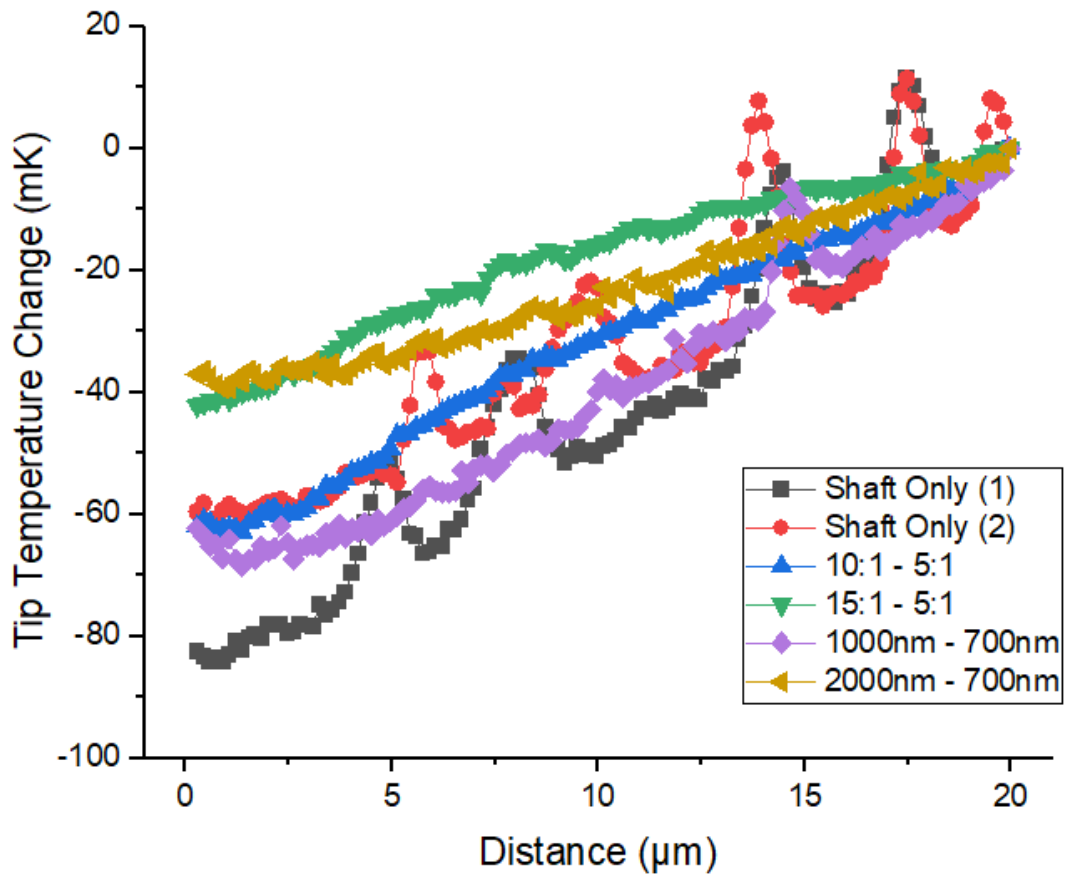 20
0
-20
-40
-60
-80
-100
Tip Temperature Change (mK)
Shaft Only (1)
Shaft Only (2)
10:1 - 5:1
15:1 - 5:1
1000nm - 700nm
2000nm - 700nm
0 5 10 15 20
Distance (µm)